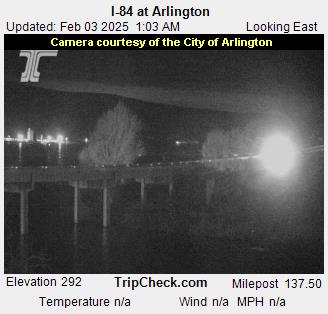 I-84 at Arlington
Updated: Feb 03 2025 1:03 AM Looking East
Camera courtesy of the City of Arlington
Elevation 292 TripCheck.com Milepost 137.50
Temperature n/a Wind n/a MPH n/a